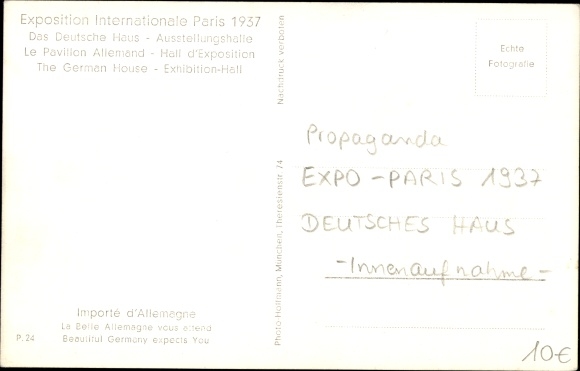 Exposition Internationale Paris 1937
Das Deutsche Haus - Ausstellungshalle
Le Pavillon Allemand - Hall d'Exposition
The German House - Exhibition-Hall
Importé d'Allemagne
La Belle Allemagne vous attend
P. 24 Beautiful Germany expects You
Nachdruck verboten
Photo-Hoffmann, München, Theresienstr. 74
Echte
Fotografie
Propaganda
EXPO - PARIS 1937
DEUTSCHES HAUS
- Innenaufnahme -
10€